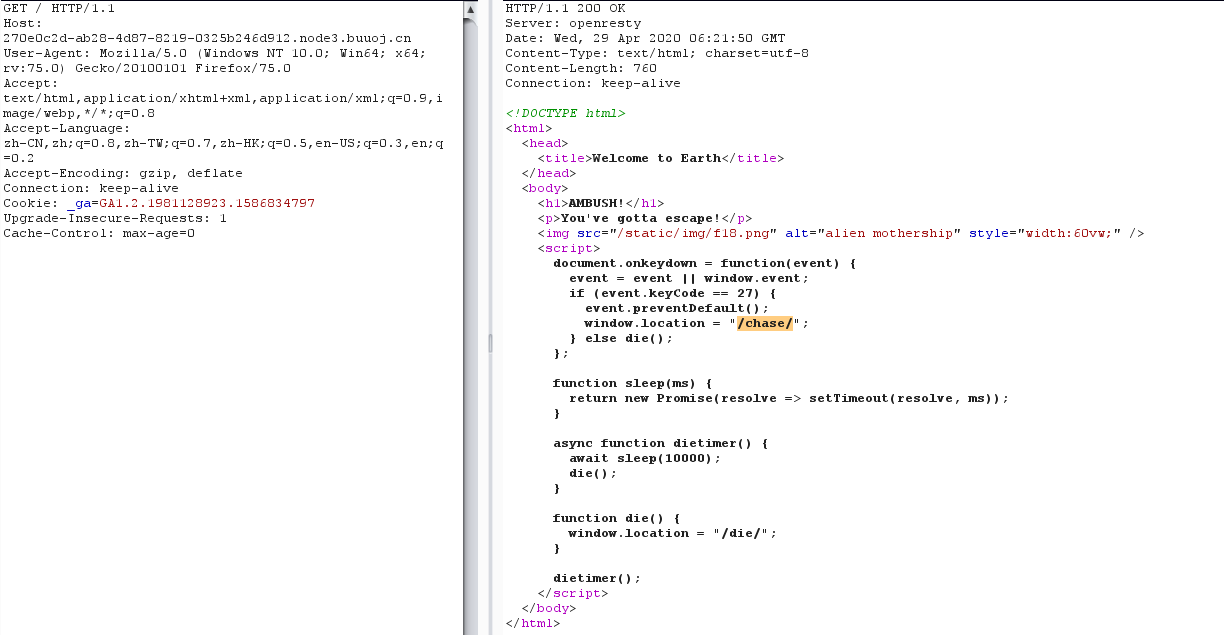 GET / HTTP/1.1
Host:
270e0c2d-ab28-4d87-8219-0325b246d912.node3.buuoj.cn
User-Agent: Mozilla/5.0 (Windows NT 10.0; Win64; x64;
rv:75.0) Gecko/20100101 Firefox/75.0
Accept:
text/html,application/xhtml+xml,application/xml;q=0.9,i
mage/webp,*/*;q=0.8
Accept-Language:
zh-CN,zh;q=0.8,zh-TW;q=0.7,zh-HK;q=0.5,en-US;q=0.3,en;q
=0.2
Accept-Encoding: gzip, deflate
Connection: keep-alive
Cookie: _ga=GA1.2.1981128923.1586834797
Upgrade-Insecure-Requests: 1
Cache-Control: max-age=0
HTTP/1.1 200 OK
Server: openresty
Date: Wed, 29 Apr 2020 06:21:50 GMT
Content-Type: text/html; charset=utf-8
Content-Length: 760
Connection: keep-alive
<!DOCTYPE html>
<html>
<head>
<title>Welcome to Earth</title>
</head>
<body>
<h1>AMBUSH!</h1>
<p>You've gotta escape!</p>
<img src="/static/img/f18.png" alt="alien mothership" style="width:60vw;" />
<script>
document.onkeydown = function(event) {
event = event || window.event;
if (event.keyCode == 27) {
event.preventDefault();
window.location = "/chase/";
} else die();
};
function sleep(ms) {
return new Promise(resolve => setTimeout(resolve, ms));
}
async function dietimer() {
await sleep(10000);
die();
}
function die() {
window.location = "/die/";
}
dietimer();
</script>
</body>
</html>